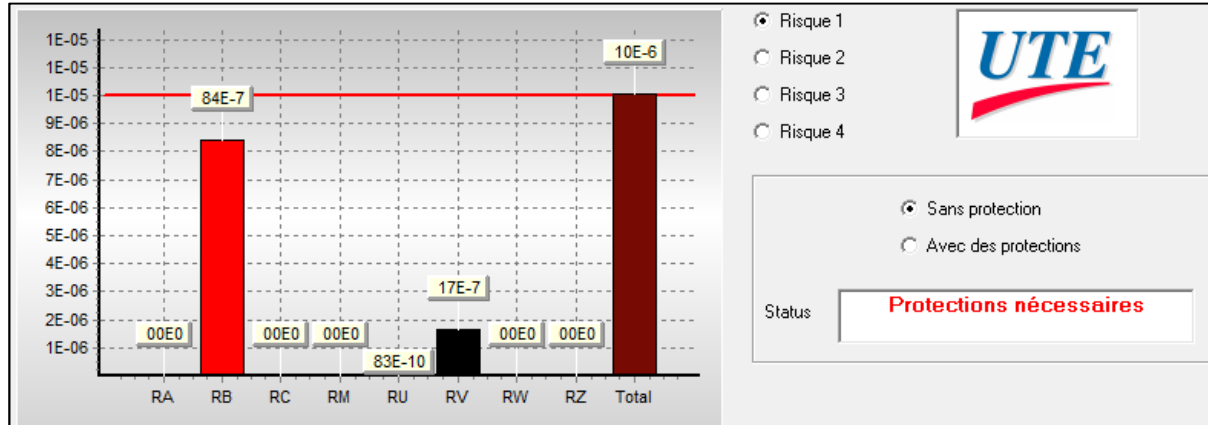 1E-05
1E-05
1E-05
9E-06
8E-06
7E-06
6E-06
5E-06
4E-06
3E-06
2E-06
1E-06
00E0
84E-7
00E0
00E0
83E-10
17E-7
00E0
00E0
10E-6
RA RB RC RM RU RV RW RZ Total
Risque 1
Risque 2
Risque 3
Risque 4
UTE
Sans protection
Avec des protections
Status Protections nécessaires